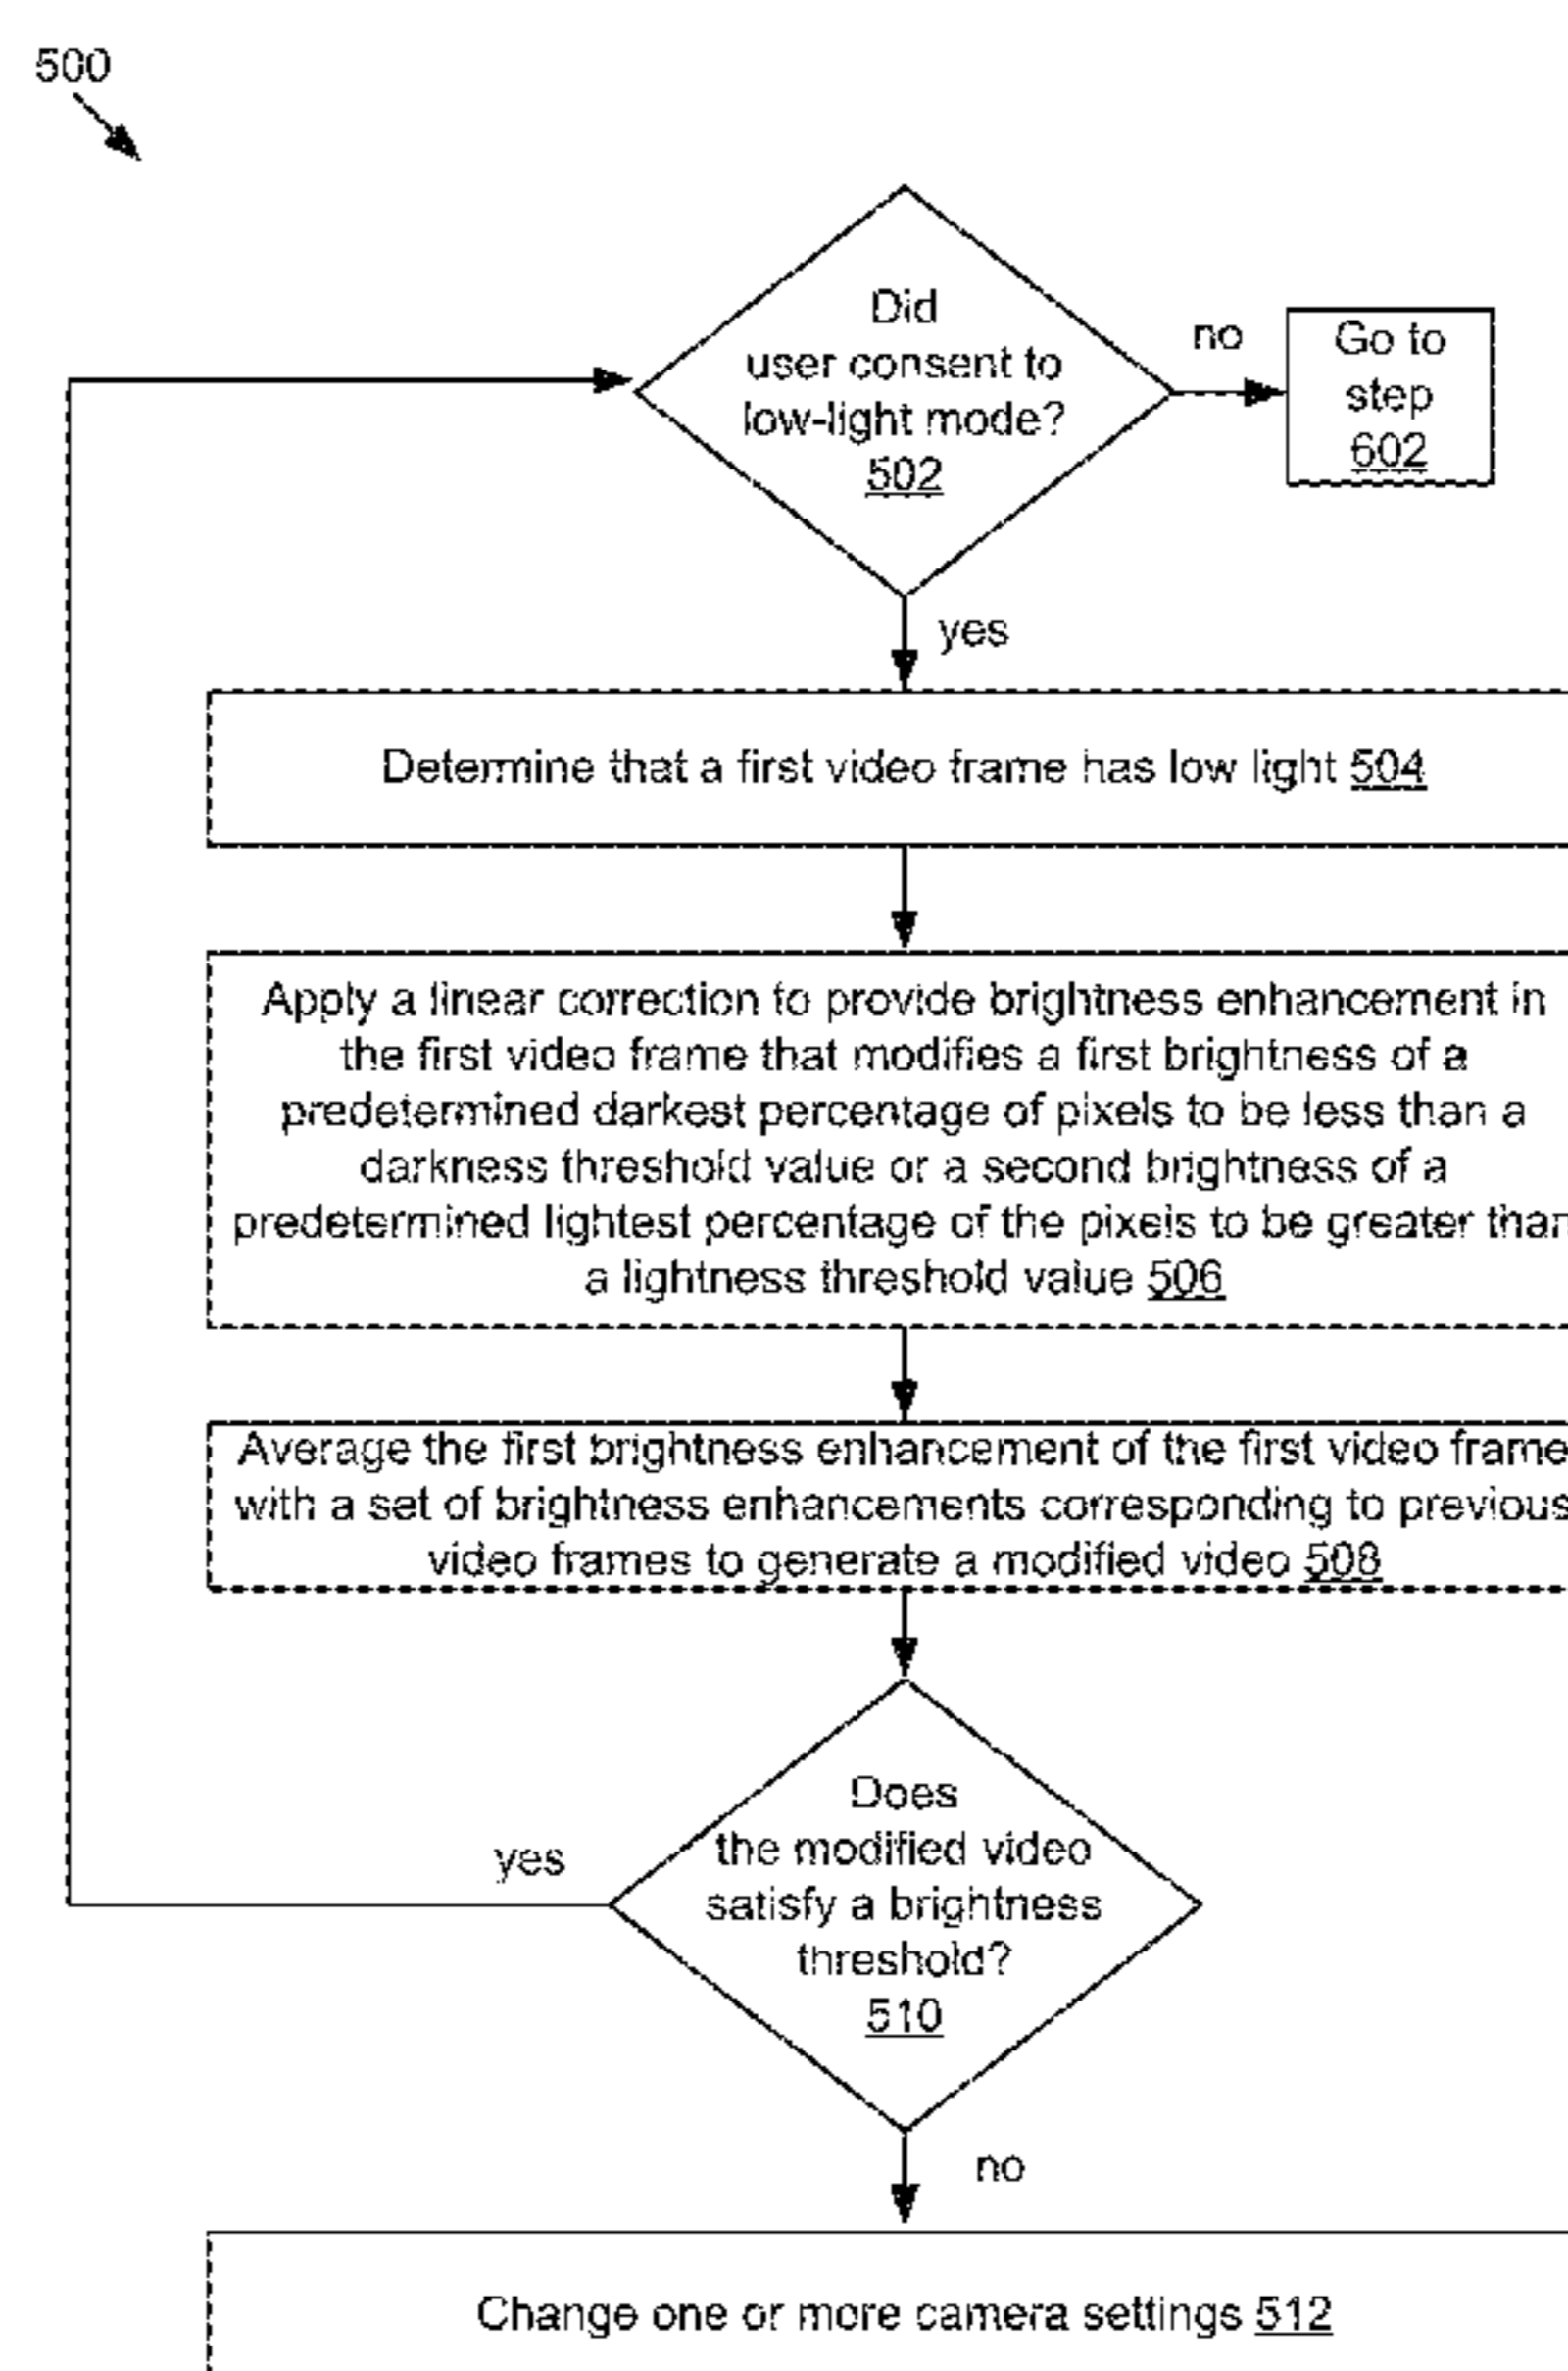 500
Did
user consent to
low-light mode?
502
no
Go to
step
602
yes
Determine that a first video frame has low light 504
Apply a linear correction to provide brightness enhancement in
the first video frame that modifies a first brightness of a
predetermined darkest percentage of pixels to be less than a
darkness threshold value or a second brightness of a
predetermined lightest percentage of the pixels to be greater than
a lightness threshold value 506
Average the first brightness enhancement of the first video frame
with a set of brightness enhancements corresponding to previous
video frames to generate a modified video 508
Does
the modified video
satisfy a brightness
threshold?
510
yes
no
Change one or more camera settings 512